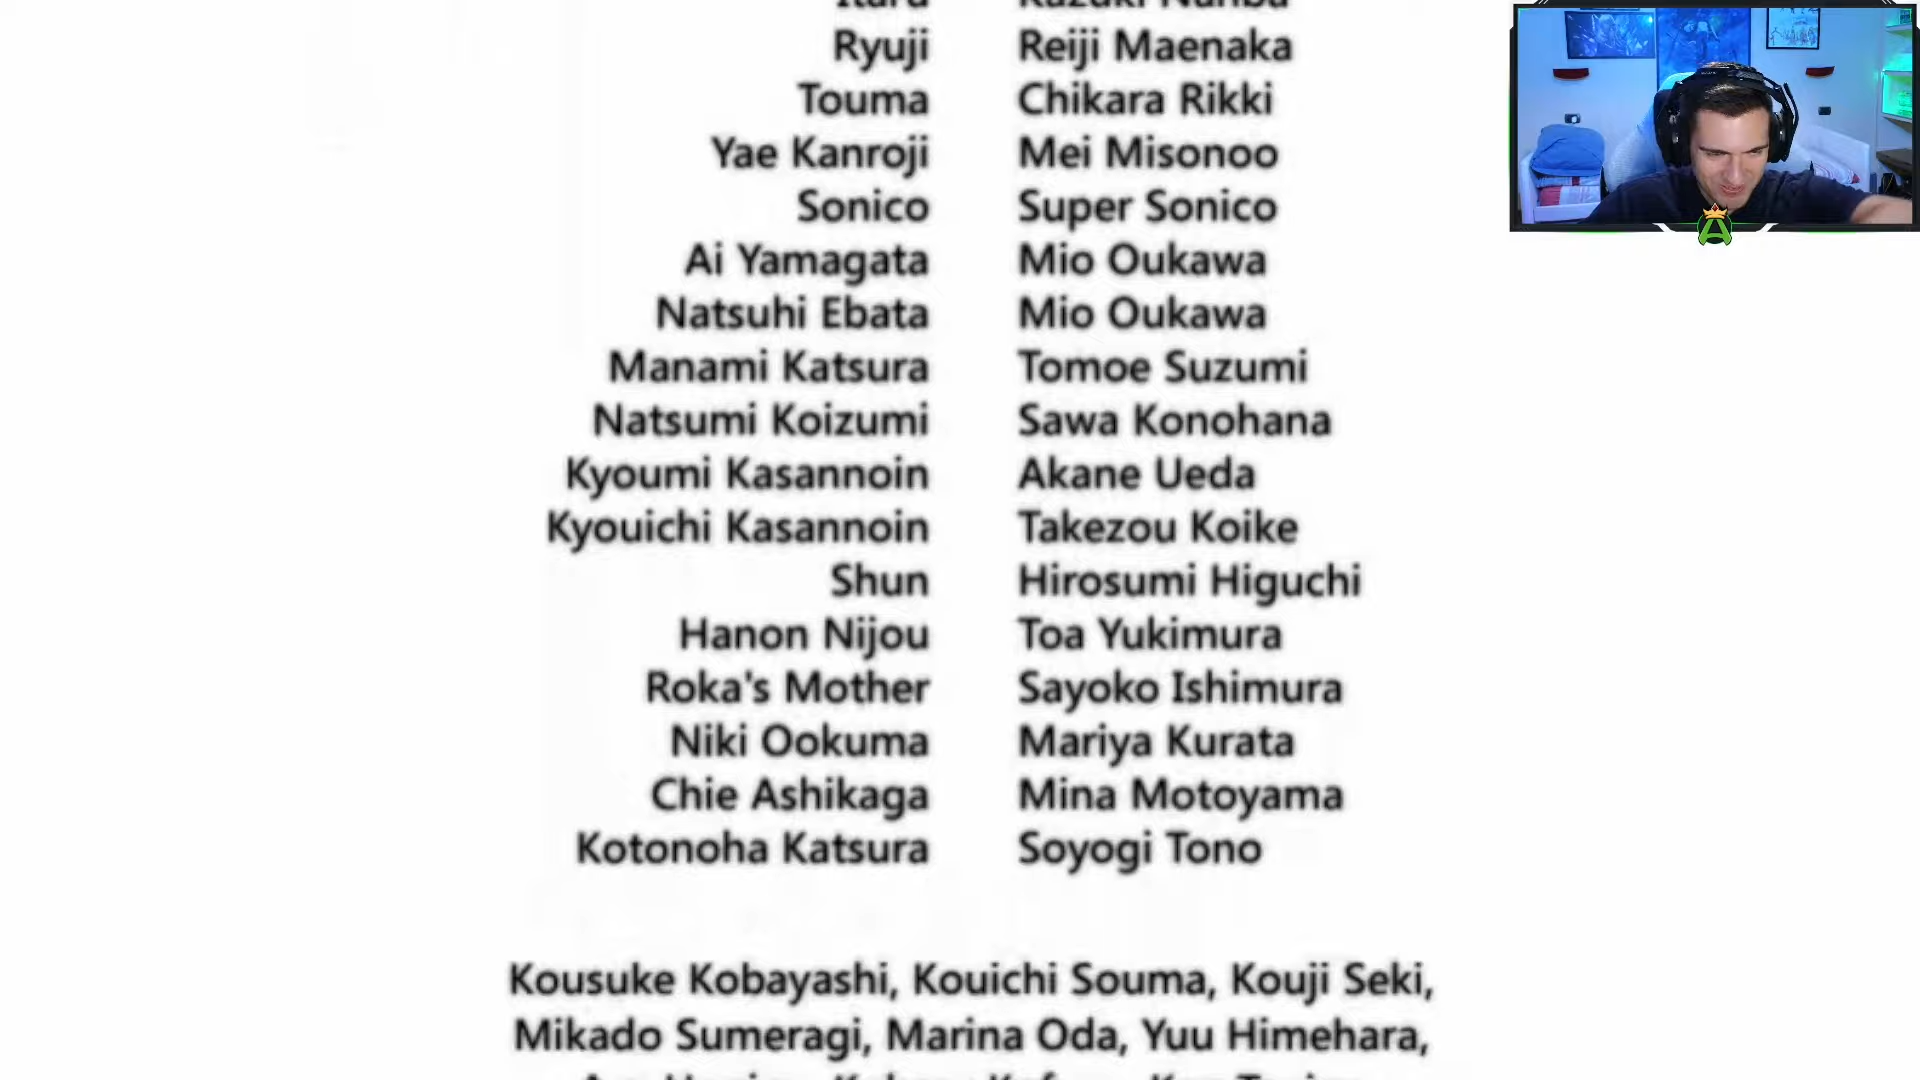 Ryuji Reiji Maenaka
Touma Chikara Rikki
Yae Kanroji Mei Misonoo
Sonico Super Sonico
Ai Yamagata Mio Oukawa
Natsuhi Ebata Mio Oukawa
Manami Katsura Tomoe Suzumi
Natsumi Koizumi Sawa Konohana
Kyoumi Kasannoin Akane Ueda
Kyouichi Kasannoin Takezou Koike
Shun Hirosumi Higuchi
Hanon Nijou Toa Yukimura
Roka's Mother Sayoko Ishimura
Niki Ookuma Mariya Kurata
Chie Ashikaga Mina Motoyama
Kotonoha Katsura Soyogi Tono
Kousuke Kobayashi, Kouichi Souma, Kouji Seki,
Mikado Sumeragi, Marina Oda, Yuu Himehara,